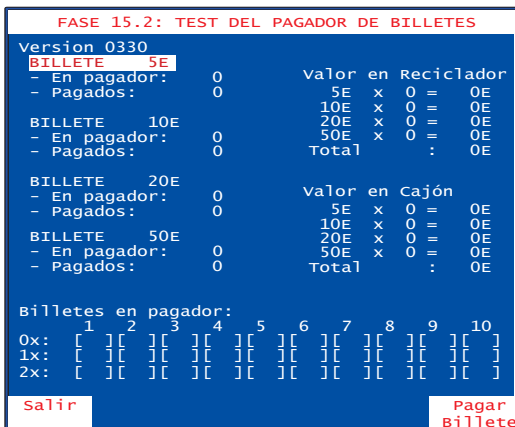 FASE 15.2: TEST DEL PAGADOR DE BILLETES
Version 0330
BILLETE 5E
- En pagador: 0
- Pagados: 0
BILLETE 10E
- En pagador: 0
- Pagados: 0
BILLETE 20E
- En pagador: 0
- Pagados: 0
BILLETE 50E
- En pagador: 0
- Pagados: 0
Valor en Reciclador
5E x 0 = 0E
10E x 0 = 0E
20E x 0 = 0E
50E x 0 = 0E
Total : 0E
Valor en Cajón
5E x 0 = 0E
10E x 0 = 0E
20E x 0 = 0E
50E x 0 = 0E
Total : 0E
Billetes en pagador:
1 2 3 4 5 6 7 8 9 10
0x: [ ][ ][ ][ ][ ][ ][ ][ ][ ][ ]
1x: [ ][ ][ ][ ][ ][ ][ ][ ][ ][ ]
2x: [ ][ ][ ][ ][ ][ ][ ][ ][ ][ ]
Salir
Pagar
Billete